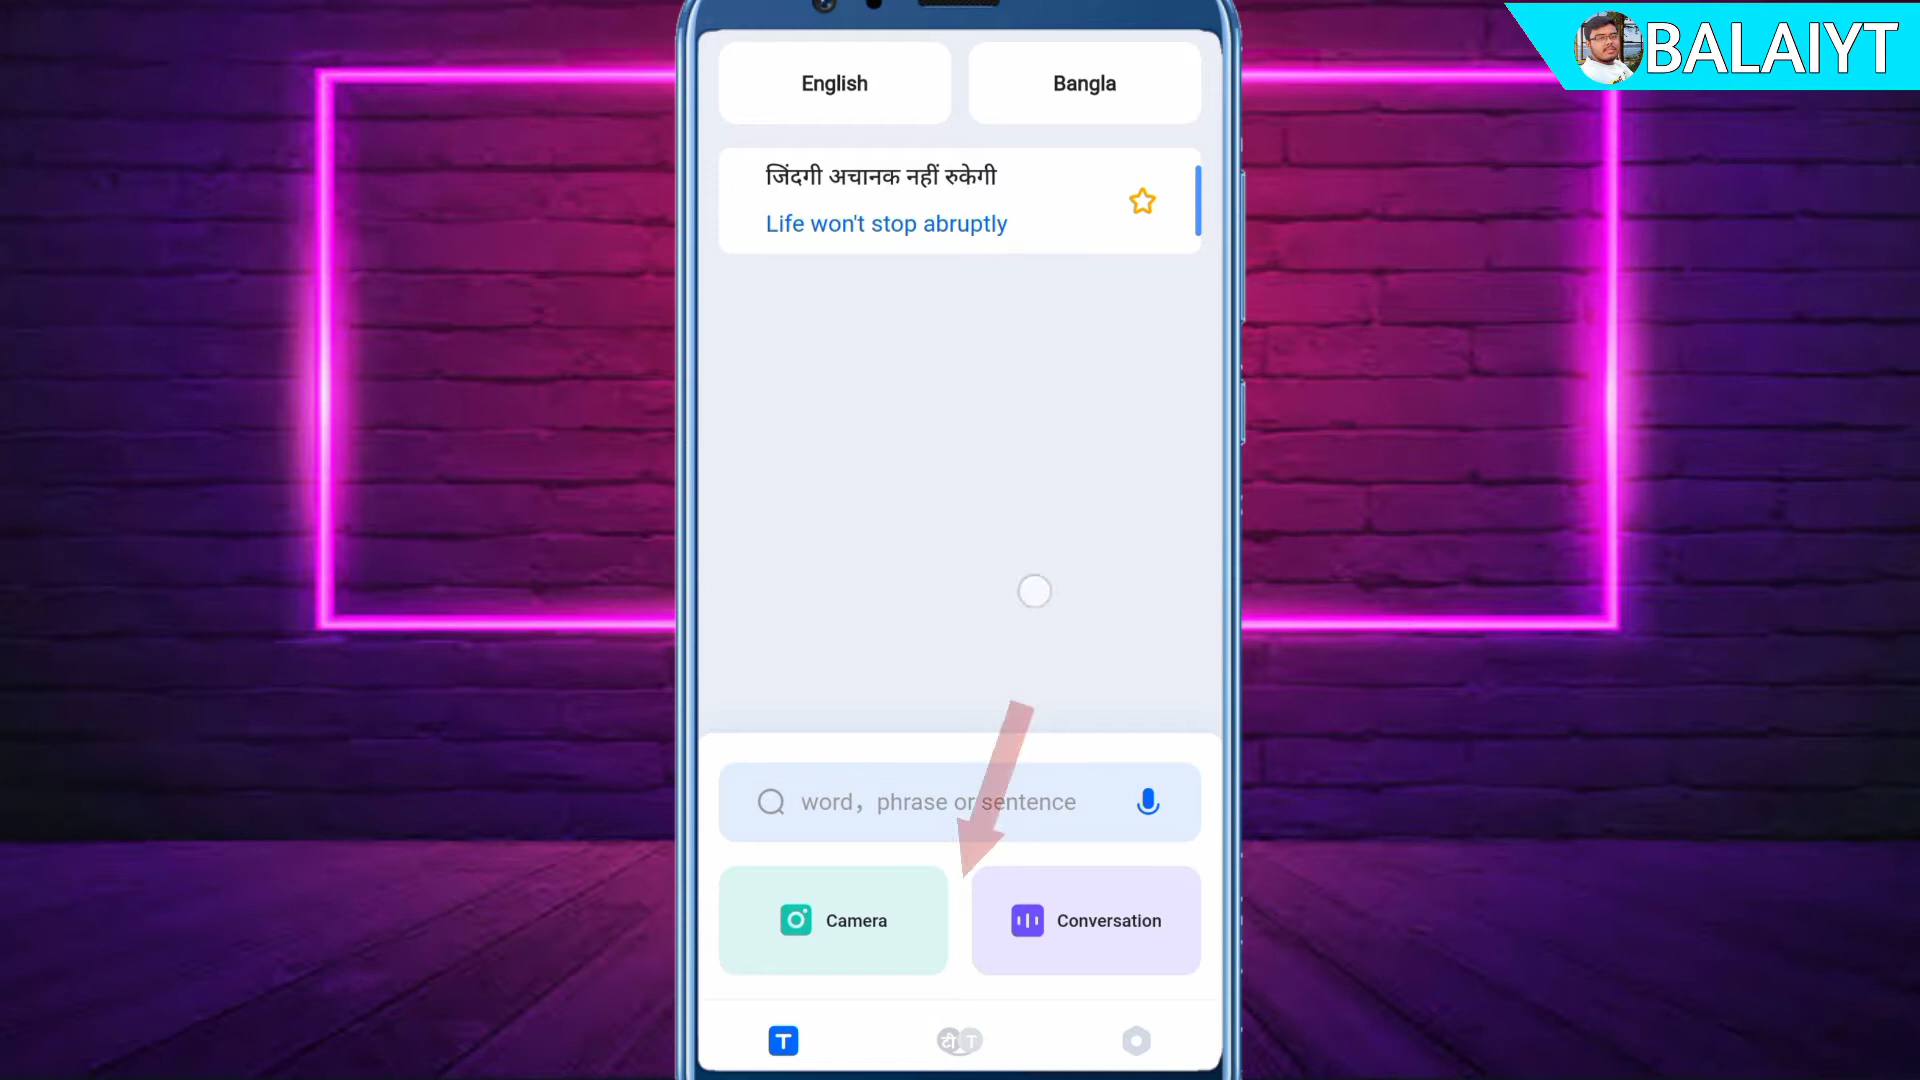 BALAIYT
English
Bangla
जिंदगी अचानक नहीं रुकेगी
Life won't stop abruptly
word，phrase or sentence
Camera
Conversation
T
टी T